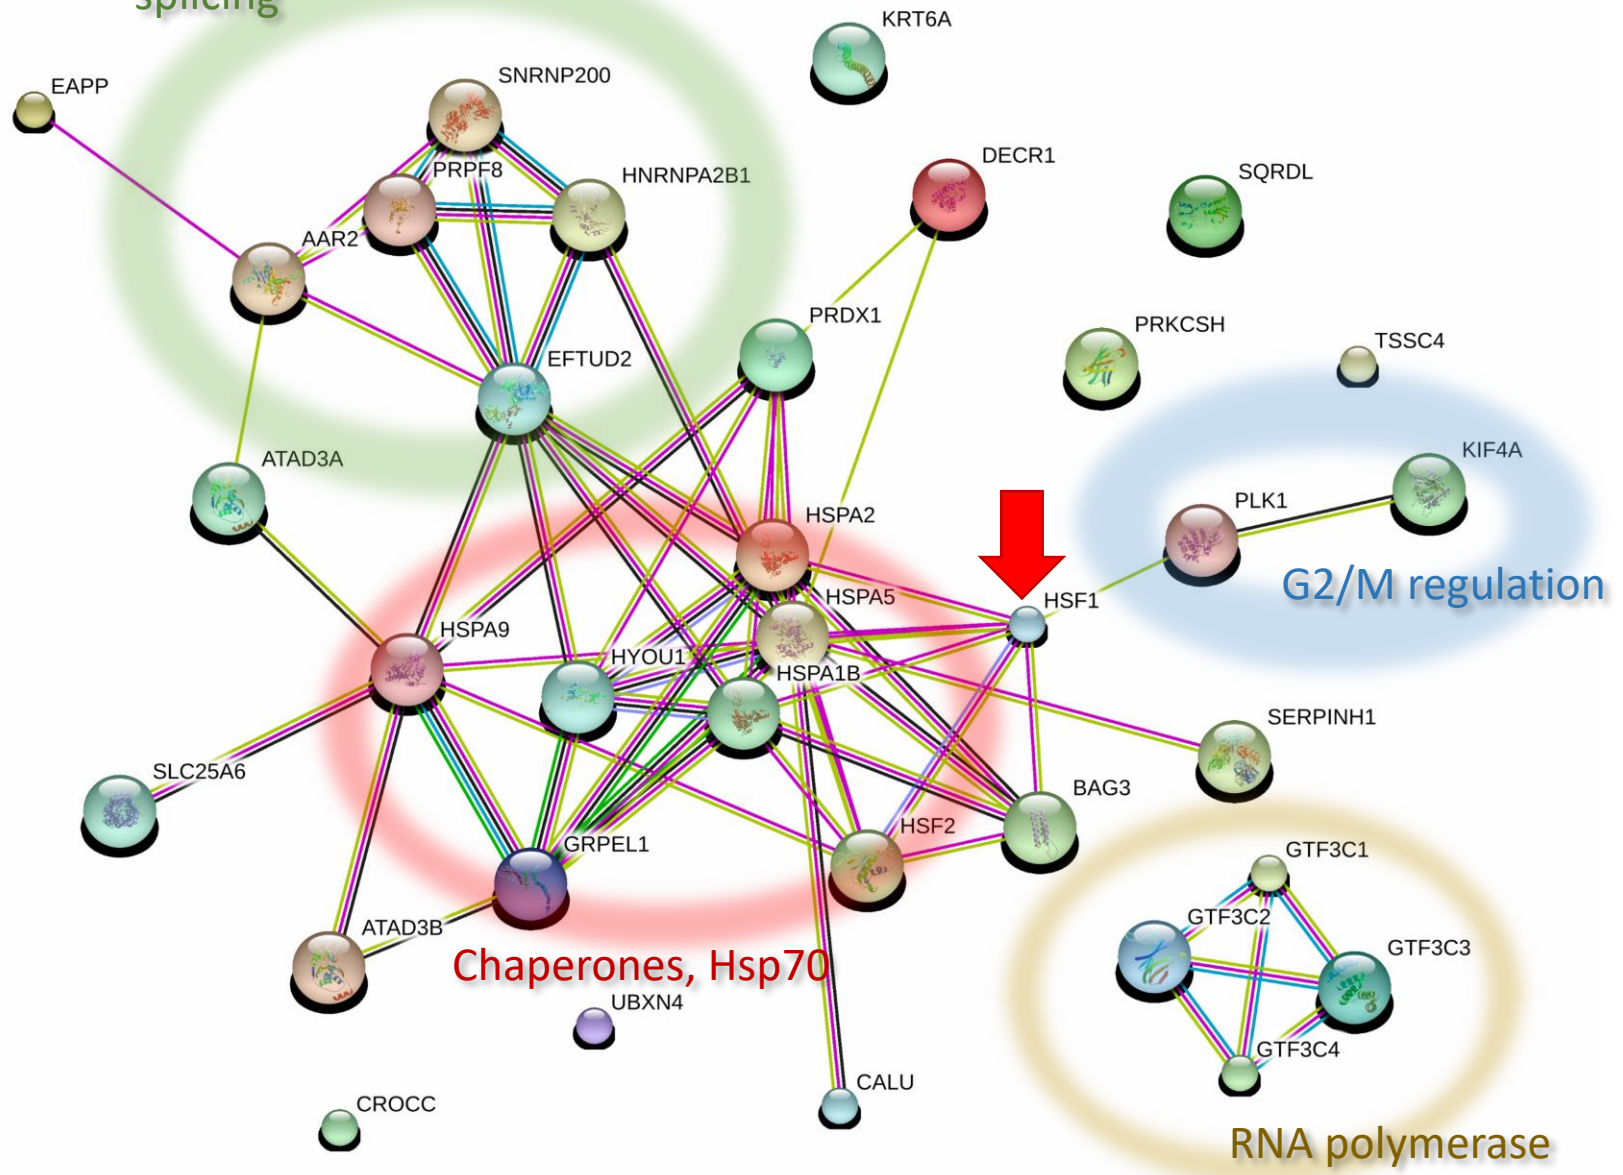 splicing
KRT6A
EAPP
SNRNP200
PRPF8
HNRNPA2B1
DECR1
SQRDL
AAR2
PRDX1
PRKCSH
TSSC4
EFTUD2
ATAD3A
KIF4A
PLK1
HSPA2
G2/M regulation
HSPA5
HSF1
HSPA9
HYOU1
HSPA1B
SERPINH1
SLC25A6
BAG3
HSF2
GRPEL1
GTF3C1
GTF3C2
ATAD3B
GTF3C3
Chaperones, Hsp70
UBXN4
GTF3C4
CALU
CROCC
RNA polymerase